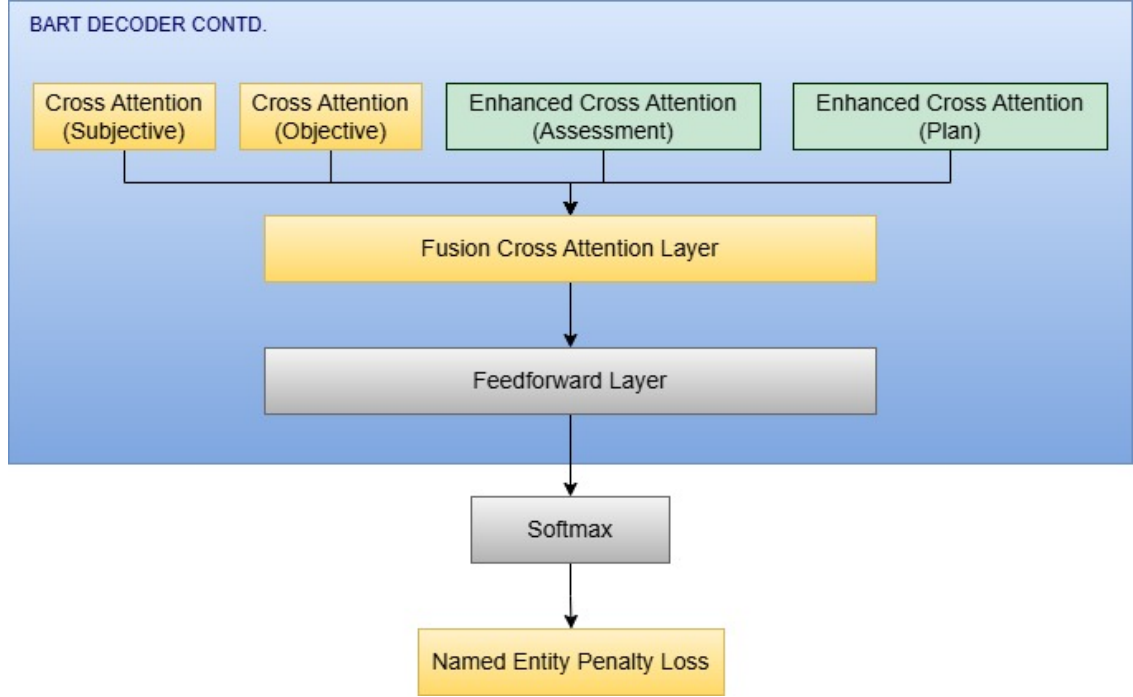 BART DECODER CONTD.
Cross Attention
(Subjective)
Cross Attention
(Objective)
Enhanced Cross Attention
(Assessment)
Enhanced Cross Attention
(Plan)
Fusion Cross Attention Layer
Feedforward Layer
Softmax
Named Entity Penalty Loss